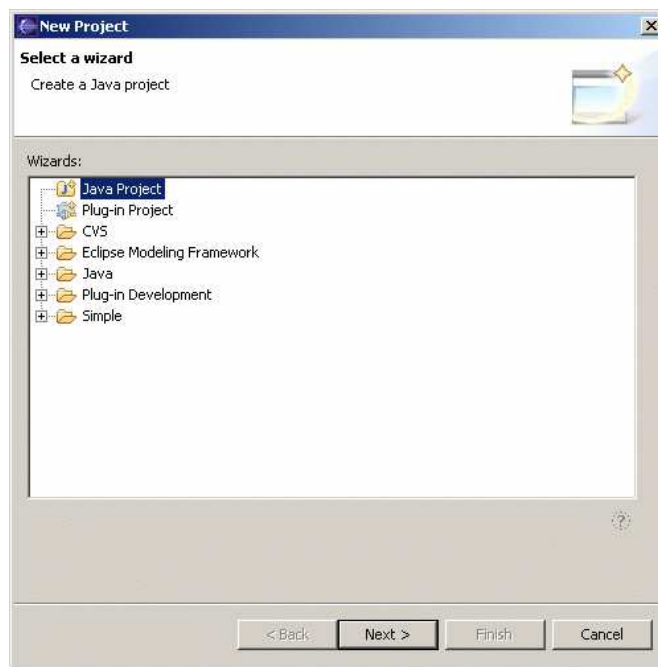 New Project
Select a wizard
Create a Java project
Wizards:
Java Project
Plug-in Project
CVS
Eclipse Modeling Framework
Java
Plug-in Development
Simple
?
< Back Next > Finish Cancel